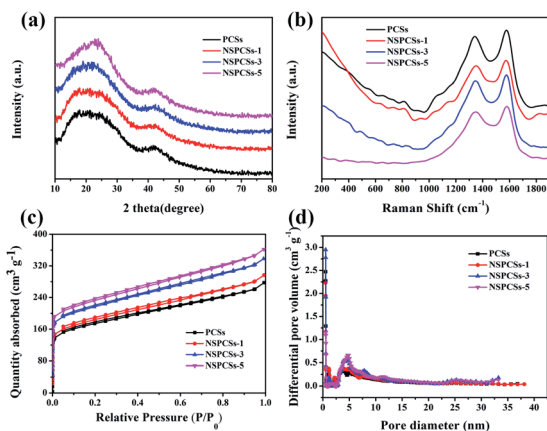 (a)
PCSs
NSPCSs-1
NSPCSs-3
NSPCSs-5
Intensity (a.u.)
10 20 30 40 50 60 70 80
2 theta(degree)
(b)
PCSs
NSPCSs-1
NSPCSs-3
NSPCSs-5
Intensity (a.u.)
200 400 600 800 1000 1200 1400 1600 1800
Raman Shift (cm⁻¹)
(c)
400
320
240
160
80
0
Quantity absorbed (cm³ g⁻¹)
PCSs
NSPCSs-1
NSPCSs-3
NSPCSs-5
0.0 0.2 0.4 0.6 0.8 1.0
Relative Pressure (P/P₀)
(d)
3.0
2.5
2.0
1.5
1.0
0.5
0.0
Differential pore volume (cm³ g⁻¹)
PCSs
NSPCSs-1
NSPCSs-3
NSPCSs-5
0 5 10 15 20 25 30 35 40
Pore diameter (nm)